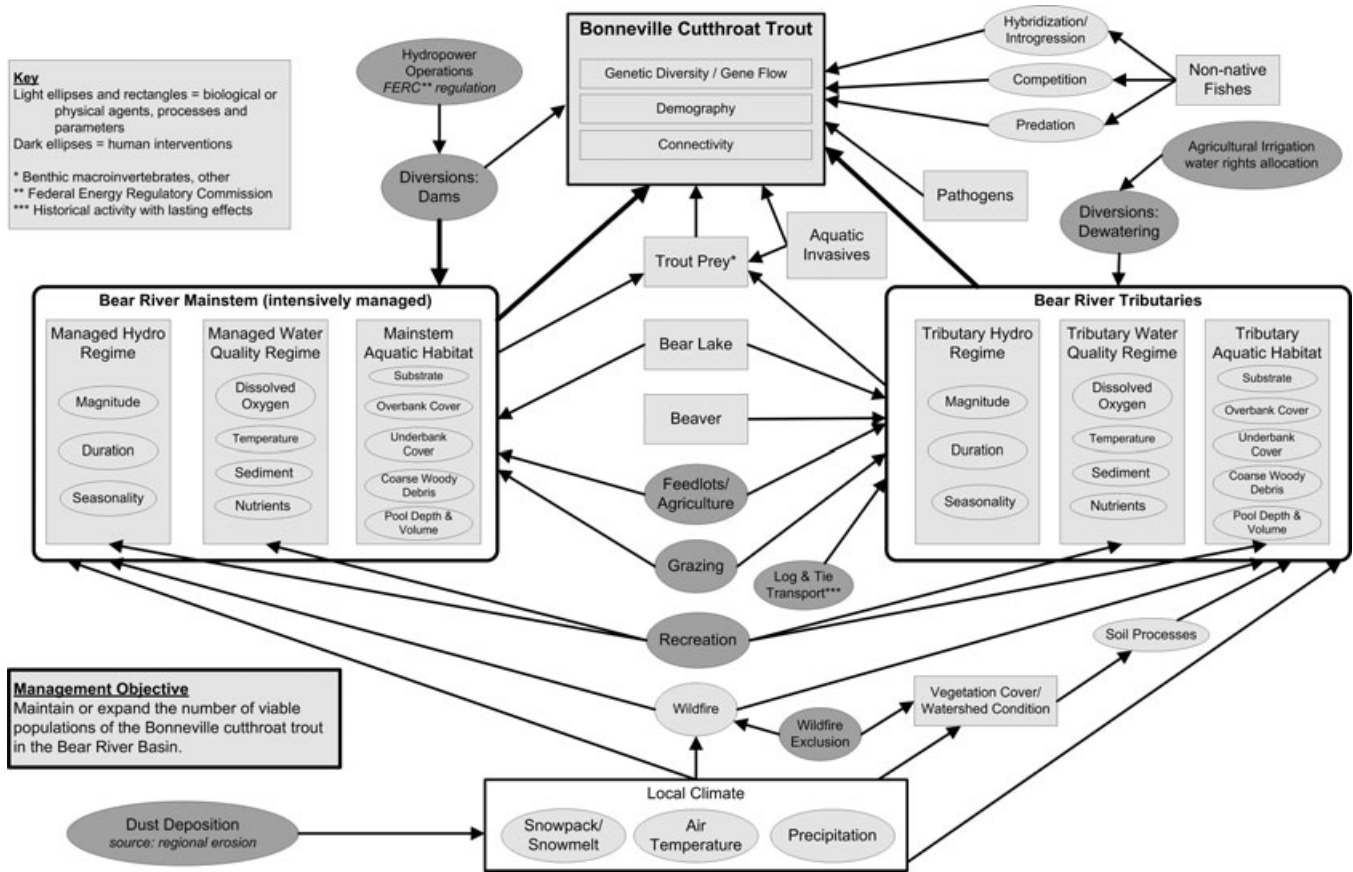 Bonneville Cutthroat Trout
Genetic Diversity / Gene Flow
Demography
Connectivity
Hydropower
Operations
FERC** regulation
Diversions:
Dams
Key
Light ellipses and rectangles = biological or
physical agents, processes and
parameters
Dark ellipses = human interventions
* Benthic macroinvertebrates, other
** Federal Energy Regulatory Commission
*** Historical activity with lasting effects
Hybridization/
Introgression
Competition
Predation
Non-native
Fishes
Agricultural Irrigation
water rights allocation
Pathogens
Diversions:
Dewatering
Aquatic
Invasives
Trout Prey*
Bear River Mainstem (intensively managed)
Managed Hydro
Regime
Magnitude
Duration
Seasonality
Managed Water
Quality Regime
Dissolved
Oxygen
Temperature
Sediment
Nutrients
Mainstem
Aquatic Habitat
Substrate
Overbank Cover
Underbank
Cover
Coarse Woody
Debris
Pool Depth &
Volume
Bear Lake
Beaver
Feedlots/
Agriculture
Grazing
Log & Tie
Transport***
Recreation
Bear River Tributaries
Tributary Hydro
Regime
Magnitude
Duration
Seasonality
Tributary Water
Quality Regime
Dissolved
Oxygen
Temperature
Sediment
Nutrients
Tributary
Aquatic Habitat
Substrate
Overbank Cover
Underbank
Cover
Coarse Woody
Debris
Pool Depth &
Volume
Soil Processes
Management Objective
Maintain or expand the number of viable
populations of the Bonneville cutthroat trout
in the Bear River Basin.
Wildfire
Wildfire
Exclusion
Vegetation Cover/
Watershed Condition
Dust Deposition
source: regional erosion
Local Climate
Snowpack/
Snowmelt
Air
Temperature
Precipitation